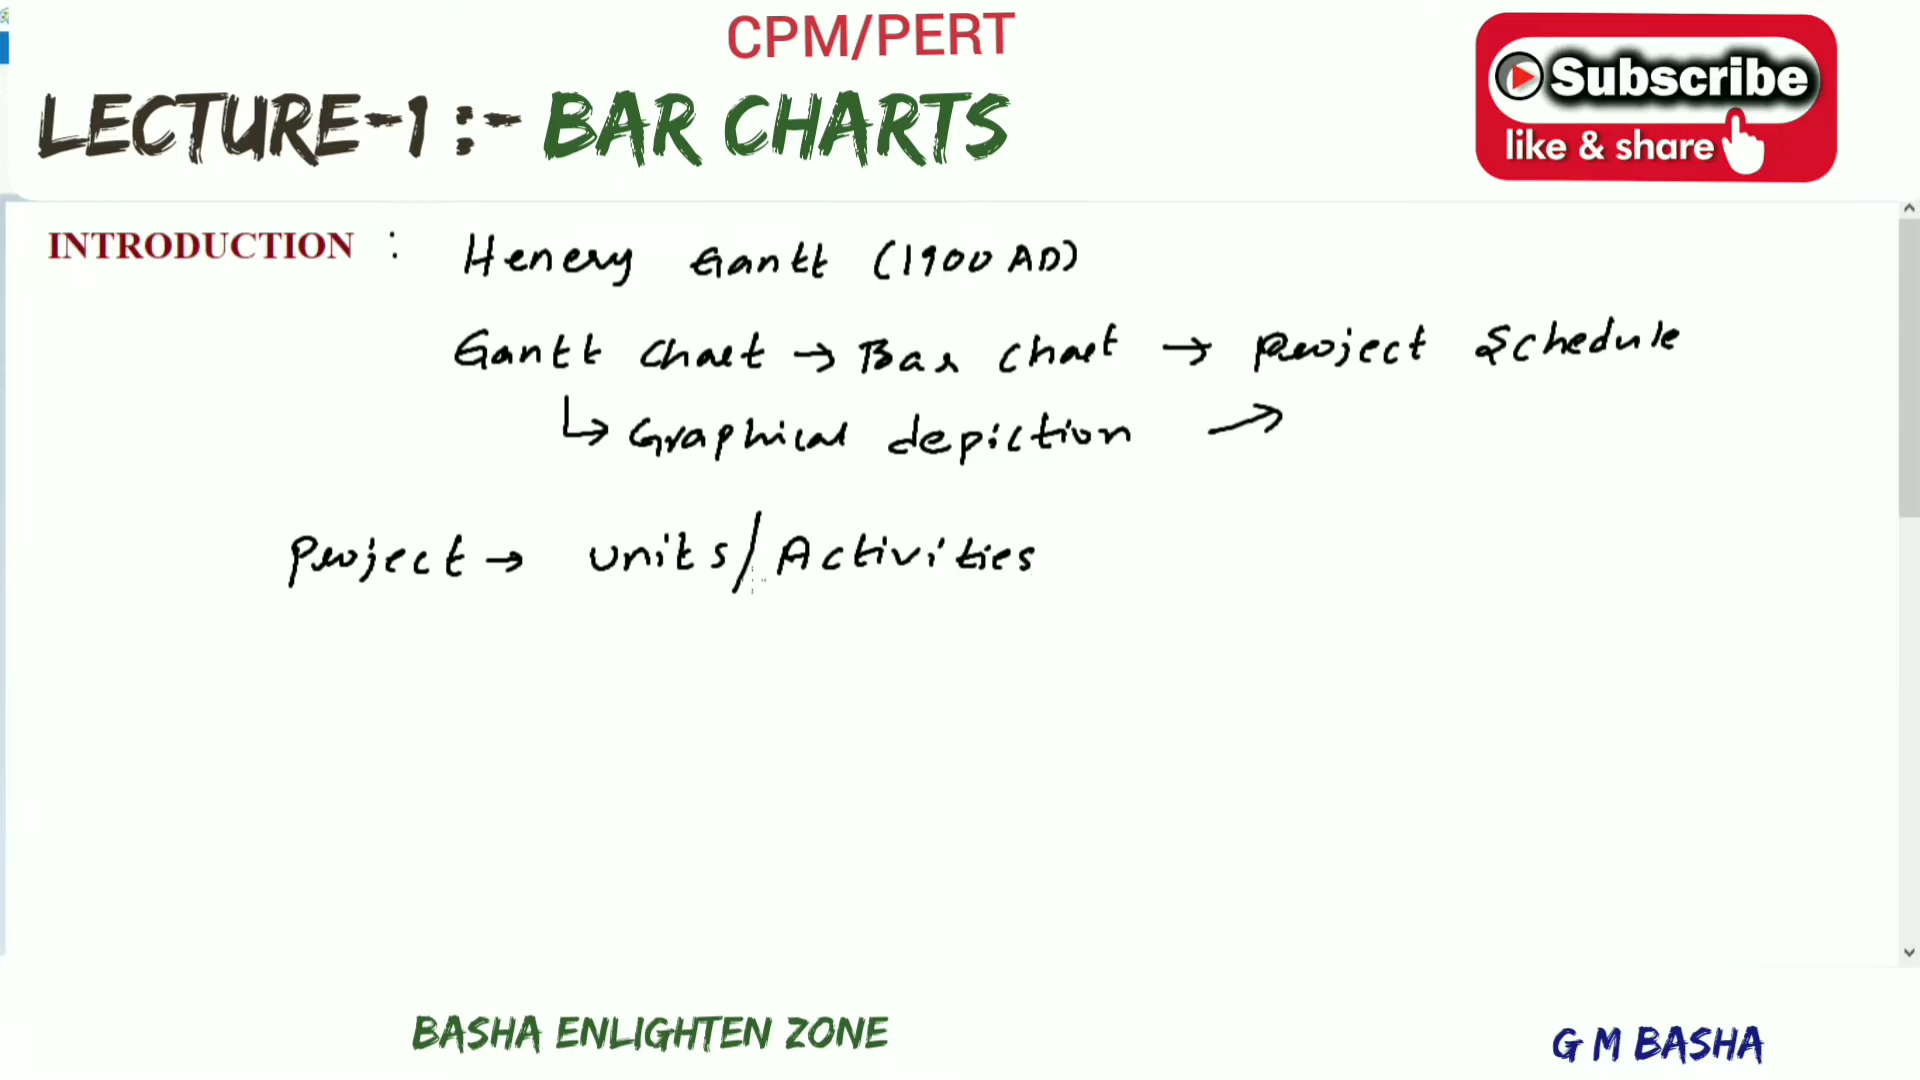 CPM/PERT
LECTURE-1 :- BAR CHARTS
Subscribe
like & share
INTRODUCTION : Henery Gantt (1900 AD)
Gantt chart → Bar chart → Project Schedule
↳ Graphical depiction →
Project → Units/Activities
BASHA ENLIGHTEN ZONE
G M BASHA